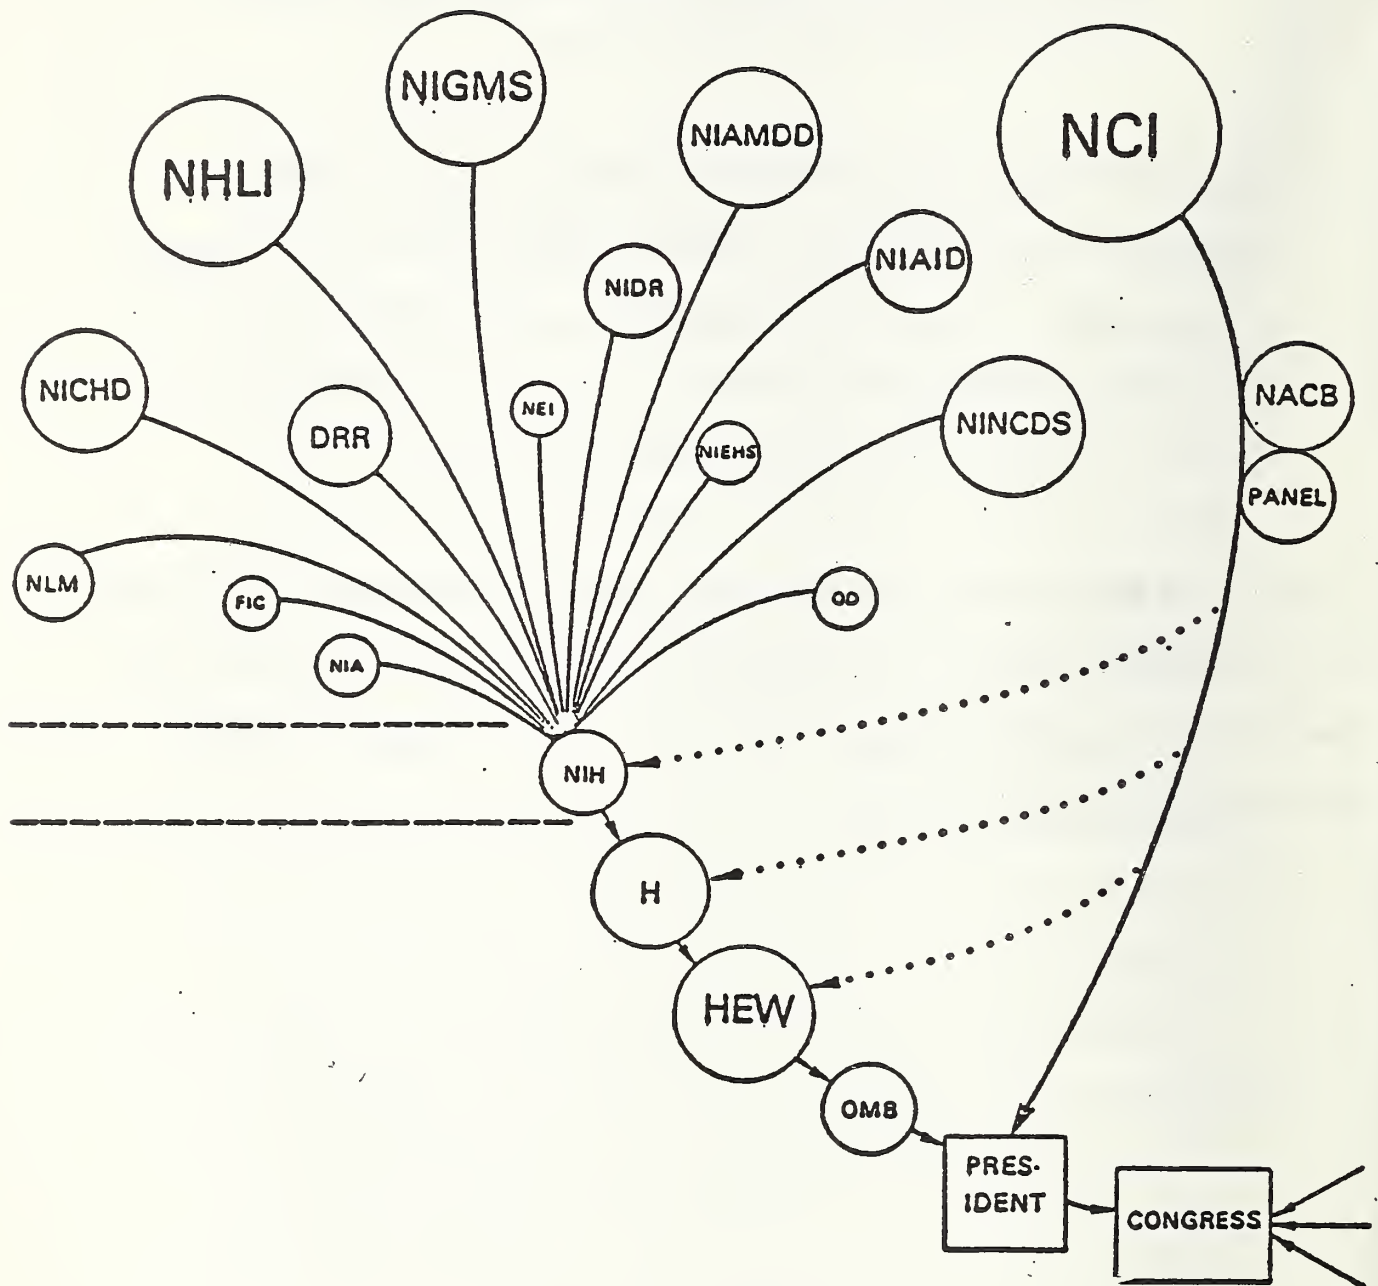 NIGMS
NCI
NIAMDD
NHLI
NIAID
NIDR
NICHD
NACB
NEI
DRR
NINCDS
NIEHS
PANEL
NLM
FIC
OD
NIA
NIH
H
HEW
OMB
PRES-
IDENT
CONGRESS